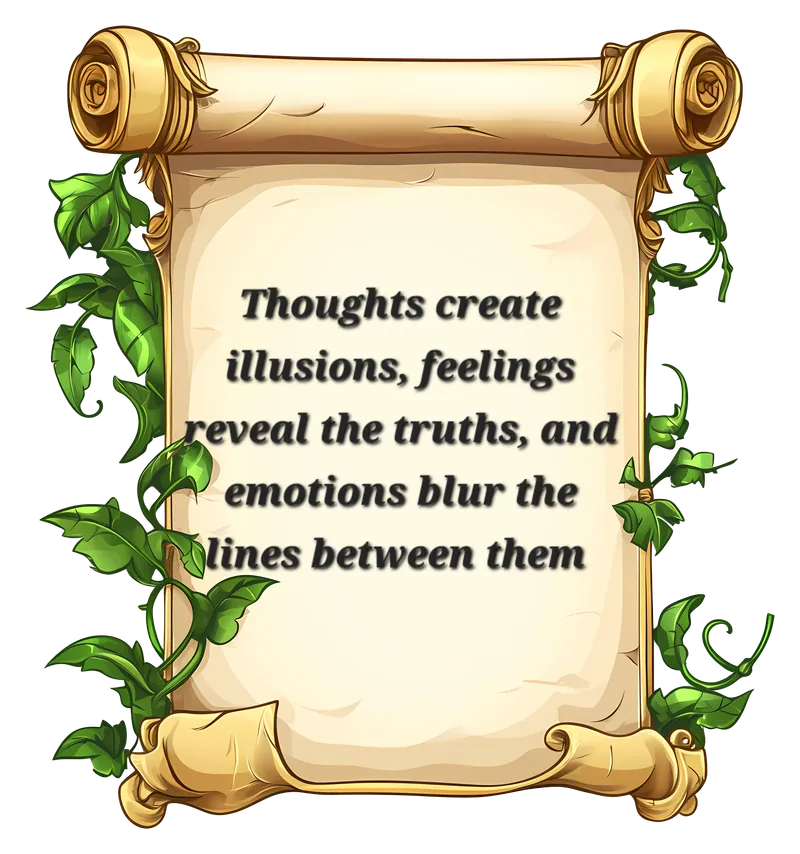 Thoughts create
illusions, feelings
reveal the truths, and
emotions blur the
lines between them